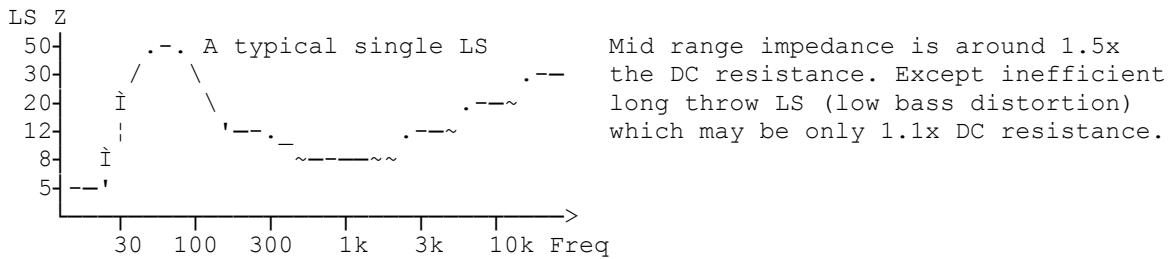 LS Z
50┤     .-. A typical single LS       Mid range impedance is around 1.5x
30┤    /   \                     .-—  the DC resistance. Except inefficient
20┤   Ì     \                .-—~     long throw LS (low bass distortion)
12┤   ¦      '—-._       .-—~         which may be only 1.1x DC resistance.
8┤  Ì             ~—-——~~
5┤-—'
30 100 300 1k 3k 10k Freq